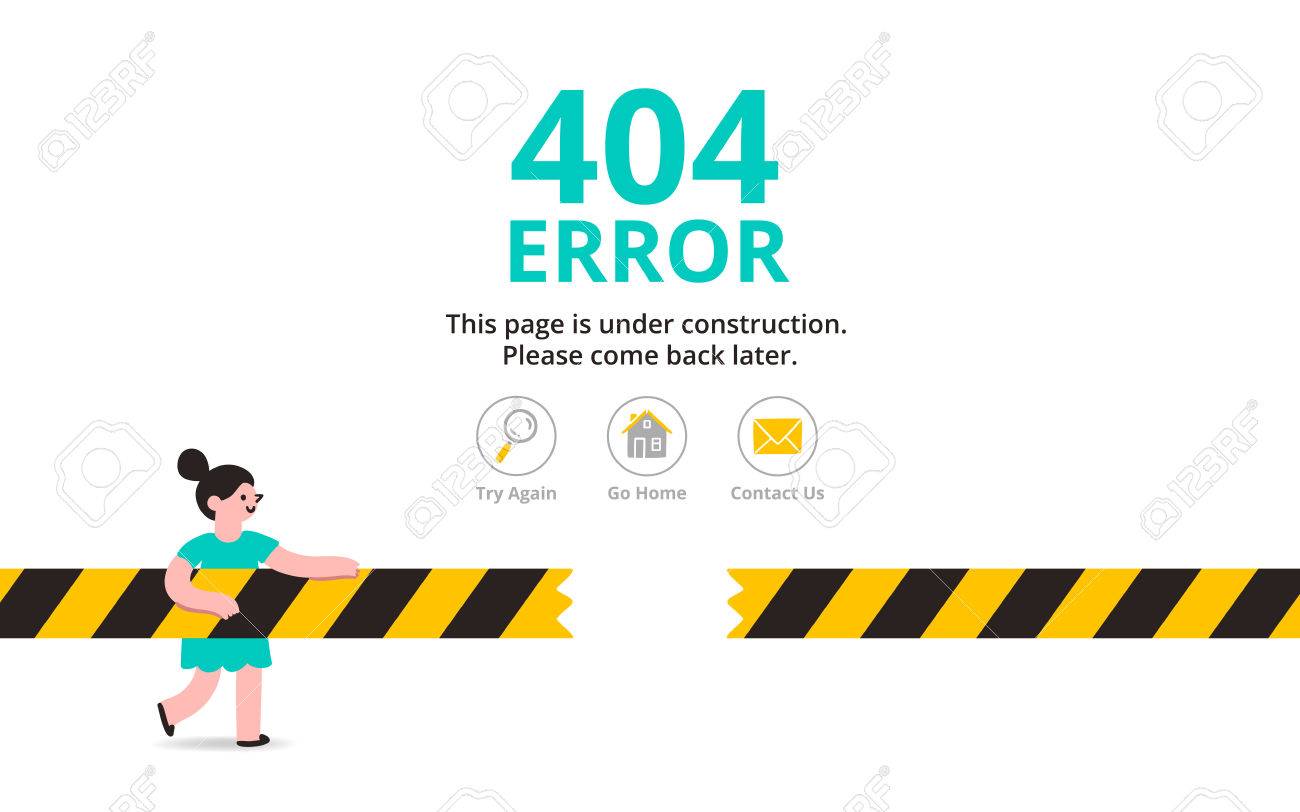 404
ERROR
This page is under construction.
Please come back later.
Try Again
Go Home
Contact Us
123RF
123RF
123RF
123RF
123RF
123RF
123RF